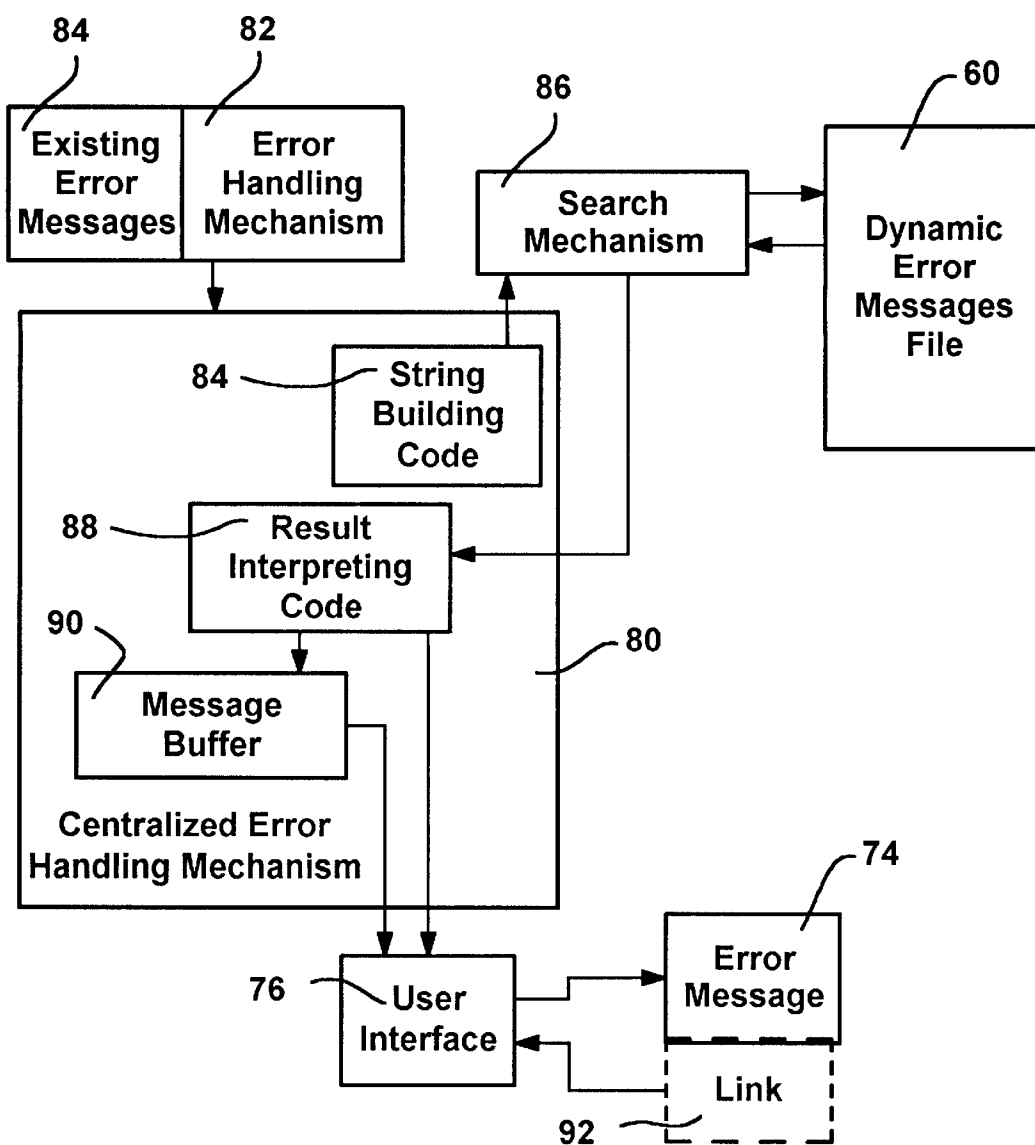 84
82
Existing
Error
Messages
Error
Handling
Mechanism
86
Search
Mechanism
60
Dynamic
Error
Messages
File
84
String
Building
Code
88
Result
Interpreting
Code
90
Message
Buffer
80
Centralized Error
Handling Mechanism
76
User
Interface
74
Error
Message
Link
92